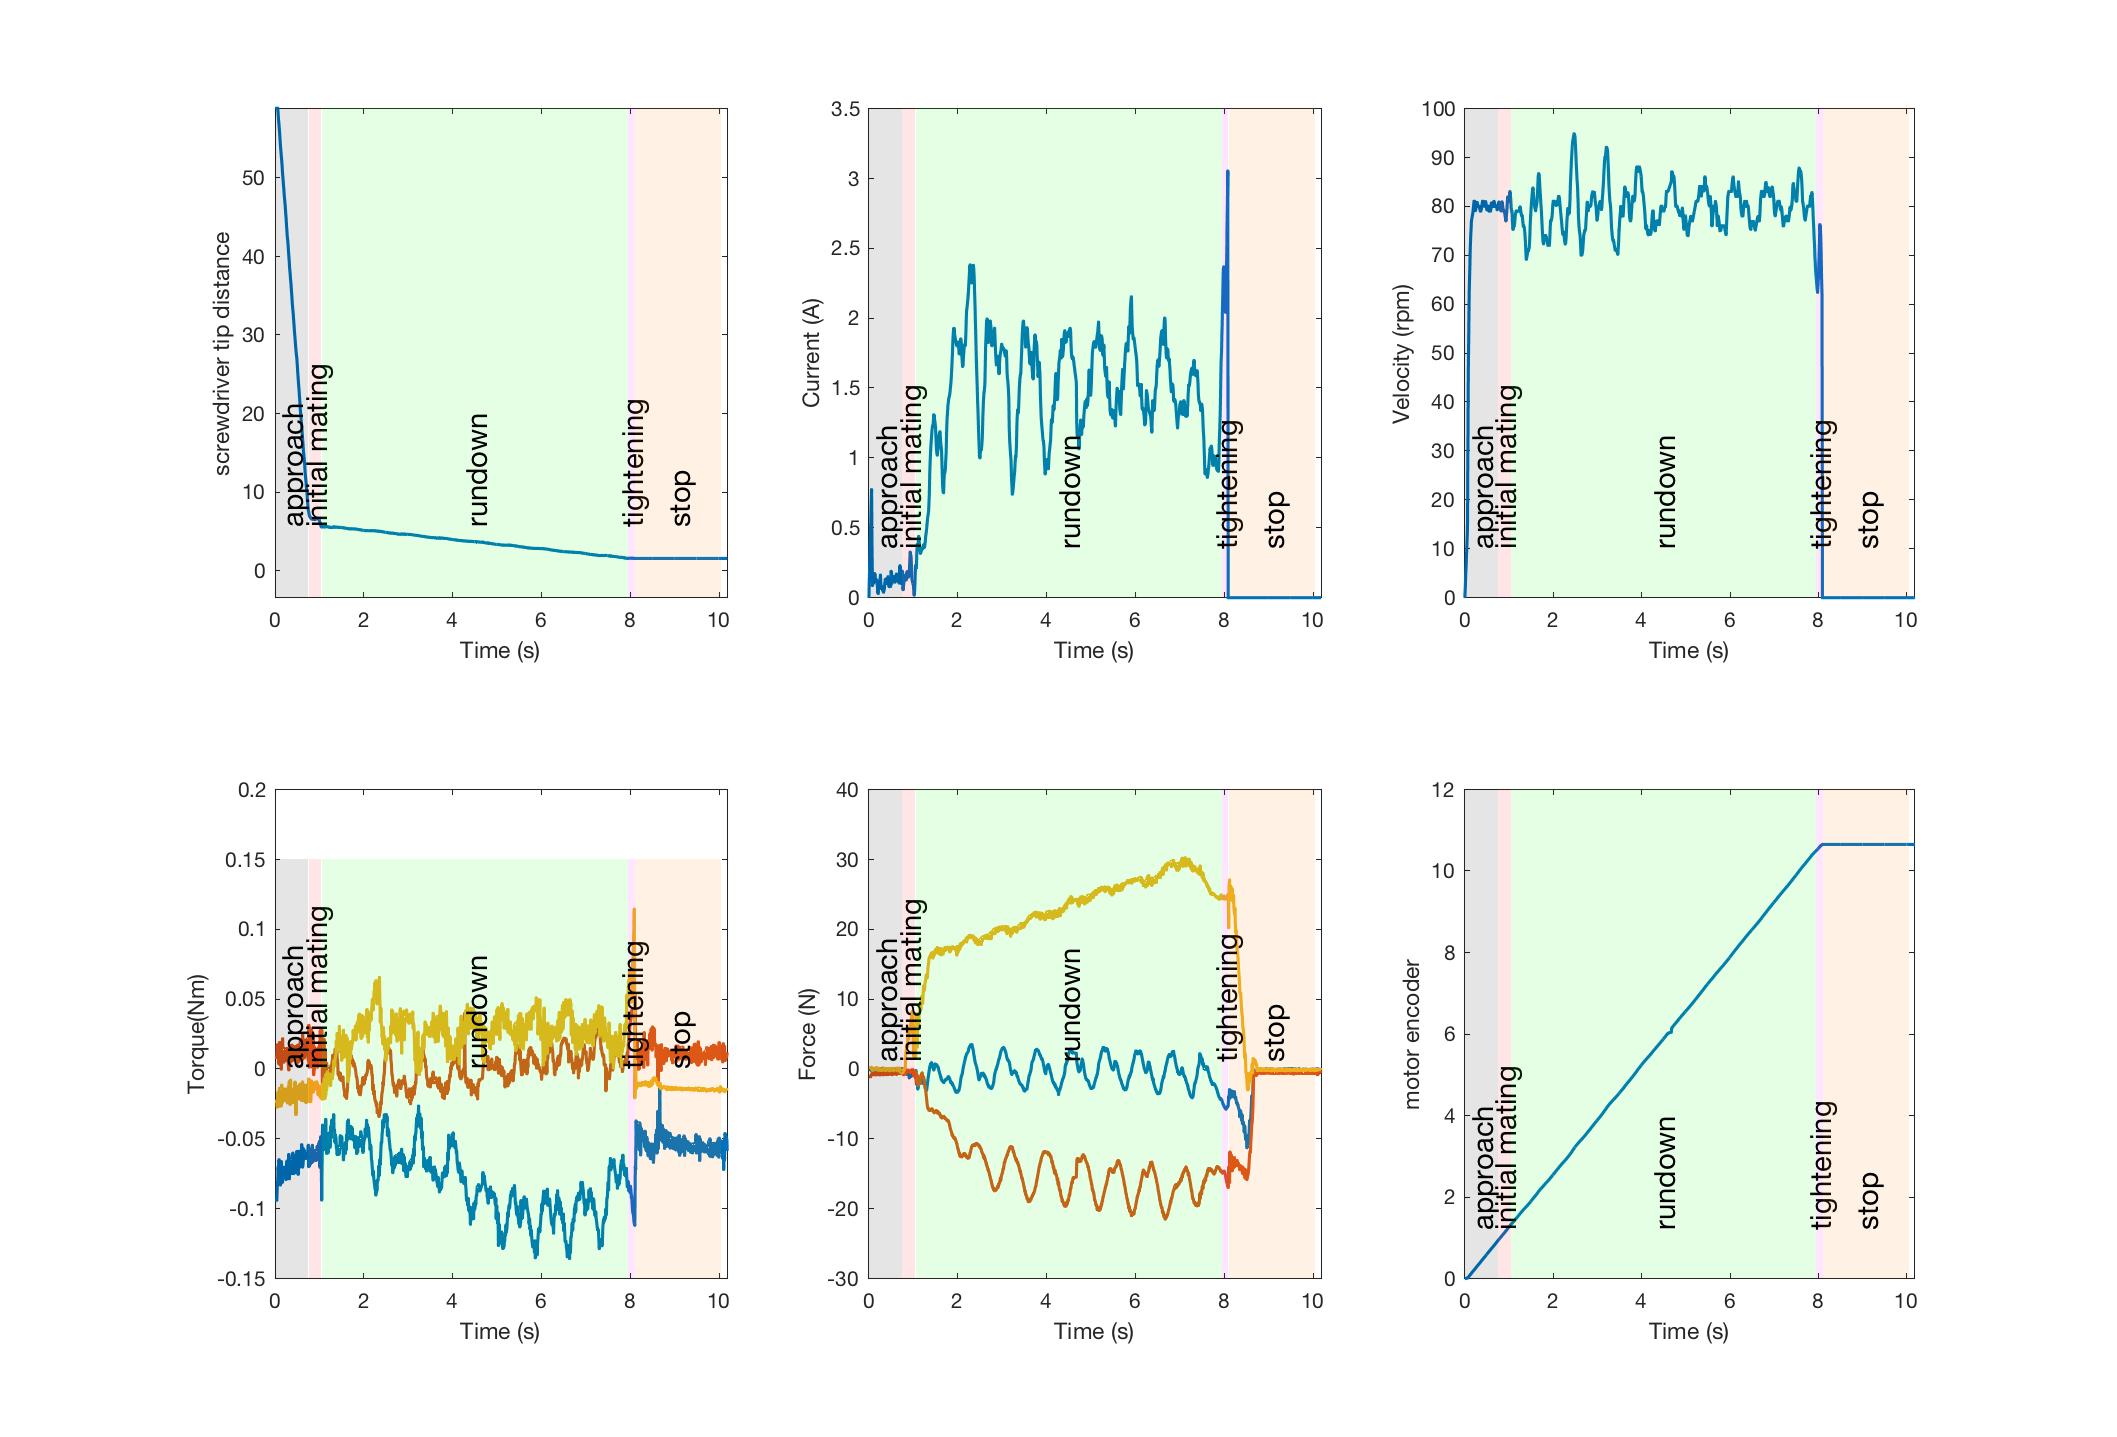 screwdriver tip distance
50
40
30
20
10
0
approach
initial mating
rundown
tightening
stop
0 2 4 6 8 10
Time (s)
Current (A)
3.5
3
2.5
2
1.5
1
0.5
0
approach
initial mating
rundown
tightening
stop
0 2 4 6 8 10
Time (s)
Velocity (rpm)
100
90
80
70
60
50
40
30
20
10
0
approach
initial mating
rundown
tightening
stop
0 2 4 6 8 10
Time (s)
Torque(Nm)
0.2
0.15
0.1
0.05
0
-0.05
-0.1
-0.15
approach
initial mating
rundown
tightening
stop
0 2 4 6 8 10
Time (s)
Force (N)
40
30
20
10
0
-10
-20
-30
approach
initial mating
rundown
tightening
stop
0 2 4 6 8 10
Time (s)
motor encoder
12
10
8
6
4
2
0
approach
initial mating
rundown
tightening
stop
0 2 4 6 8 10
Time (s)